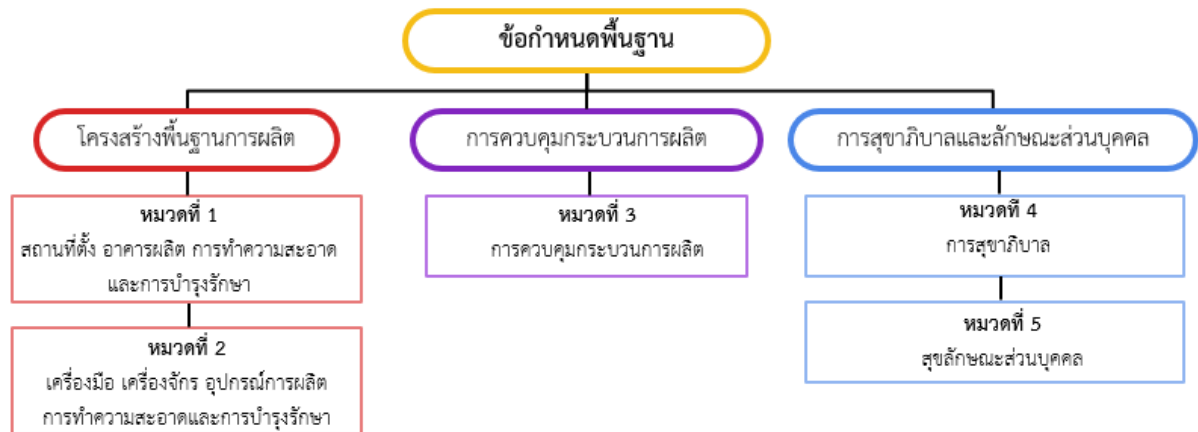 ข้อกำหนดพื้นฐาน
โครงสร้างพื้นฐานการผลิต
การควบคุมกระบวนการผลิต
การสุขาภิบาลและลักษณะส่วนบุคคล
หมวดที่ 1
สถานที่ตั้ง อาคารผลิต การทำความสะอาด
และการบำรุงรักษา
หมวดที่ 2
เครื่องมือ เครื่องจักร อุปกรณ์การผลิต
การทำความสะอาดและการบำรุงรักษา
หมวดที่ 3
การควบคุมกระบวนการผลิต
หมวดที่ 4
การสุขาภิบาล
หมวดที่ 5
สุขลักษณะส่วนบุคคล